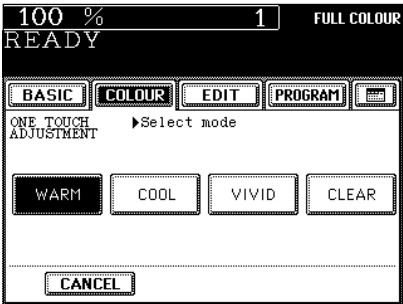 100 % 1 FULL COLOUR
READY
BASIC COLOUR EDIT PROGRAM
ONE TOUCH ADJUSTMENT ▶Select mode
WARM COOL VIVID CLEAR
CANCEL